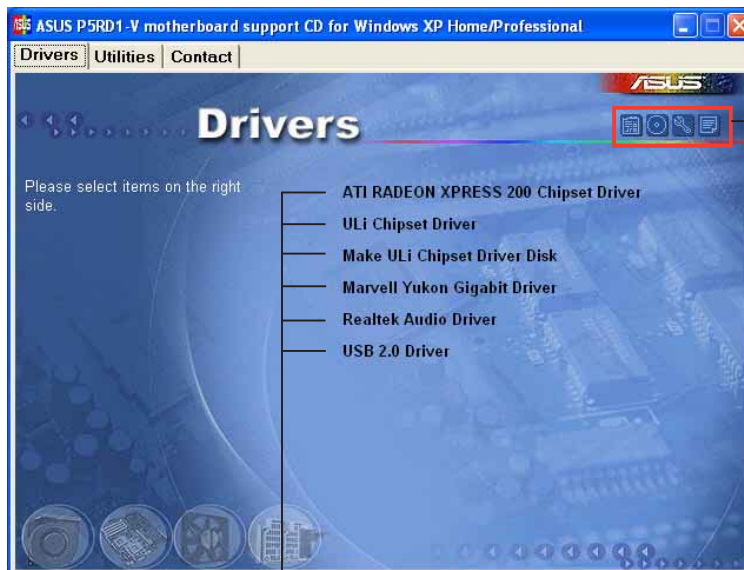 ASUS P5RD1-V motherboard support CD for Windows XP Home/Professional
Drivers Utilities Contact
ASUS
Drivers
Please select items on the right
side.
ATI RADEON XPRESS 200 Chipset Driver
ULi Chipset Driver
Make ULi Chipset Driver Disk
Marvell Yukon Gigabit Driver
Realtek Audio Driver
USB 2.0 Driver